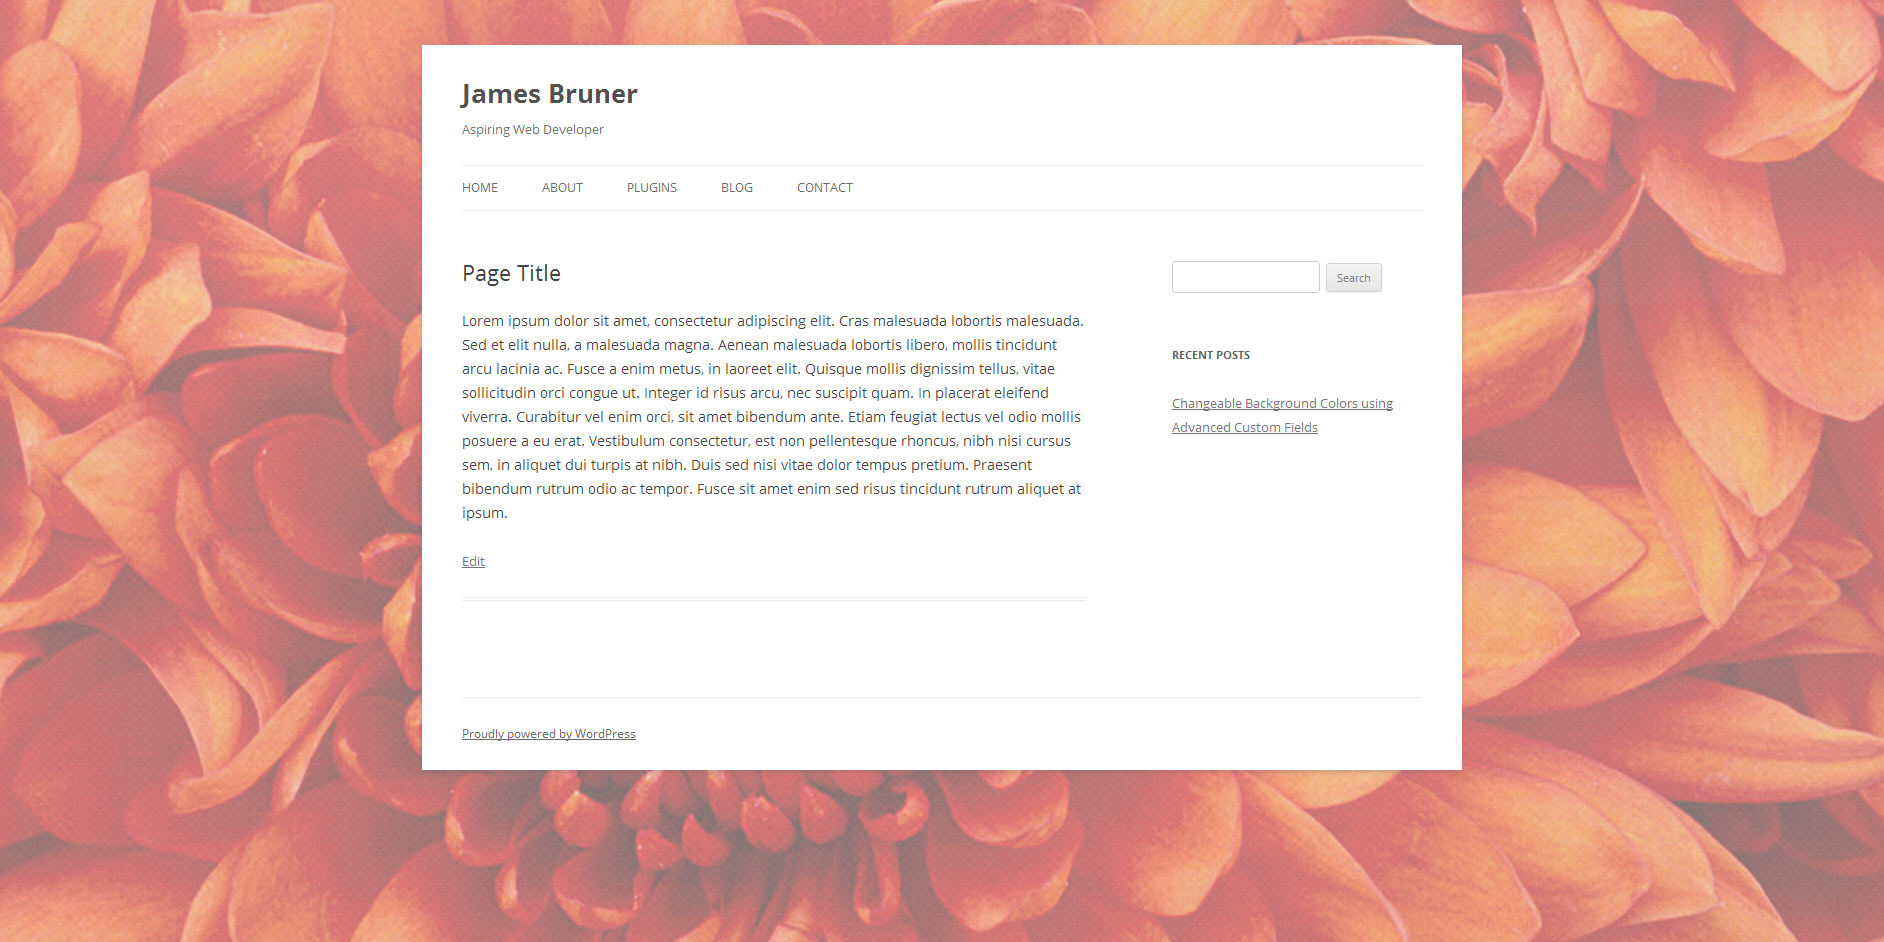 James Bruner
Aspiring Web Developer
HOME ABOUT PLUGINS BLOG CONTACT
Page Title
Lorem ipsum dolor sit amet, consectetur adipiscing elit. Cras malesuada lobortis malesuada.
Sed et elit nulla, a malesuada magna. Aenean malesuada lobortis libero, mollis tincidunt
arcu lacinia ac. Fusce a enim metus, in laoreet elit. Quisque mollis dignissim tellus, vitae
sollicitudin orci congue ut. Integer id risus arcu, nec suscipit quam. In placerat eleifend
viverra. Curabitur vel enim orci, sit amet bibendum ante. Etiam feugiat lectus vel odio mollis
posuere a eu erat. Vestibulum consectetur, est non pellentesque rhoncus, nibh nisi cursus
sem, in aliquet dui turpis at nibh. Duis sed nisi vitae dolor tempus pretium. Praesent
bibendum rutrum odio ac tempor. Fusce sit amet enim sed risus tincidunt rutrum aliquet at
ipsum.
Edit
Search
RECENT POSTS
Changeable Background Colors using
Advanced Custom Fields
Proudly powered by WordPress